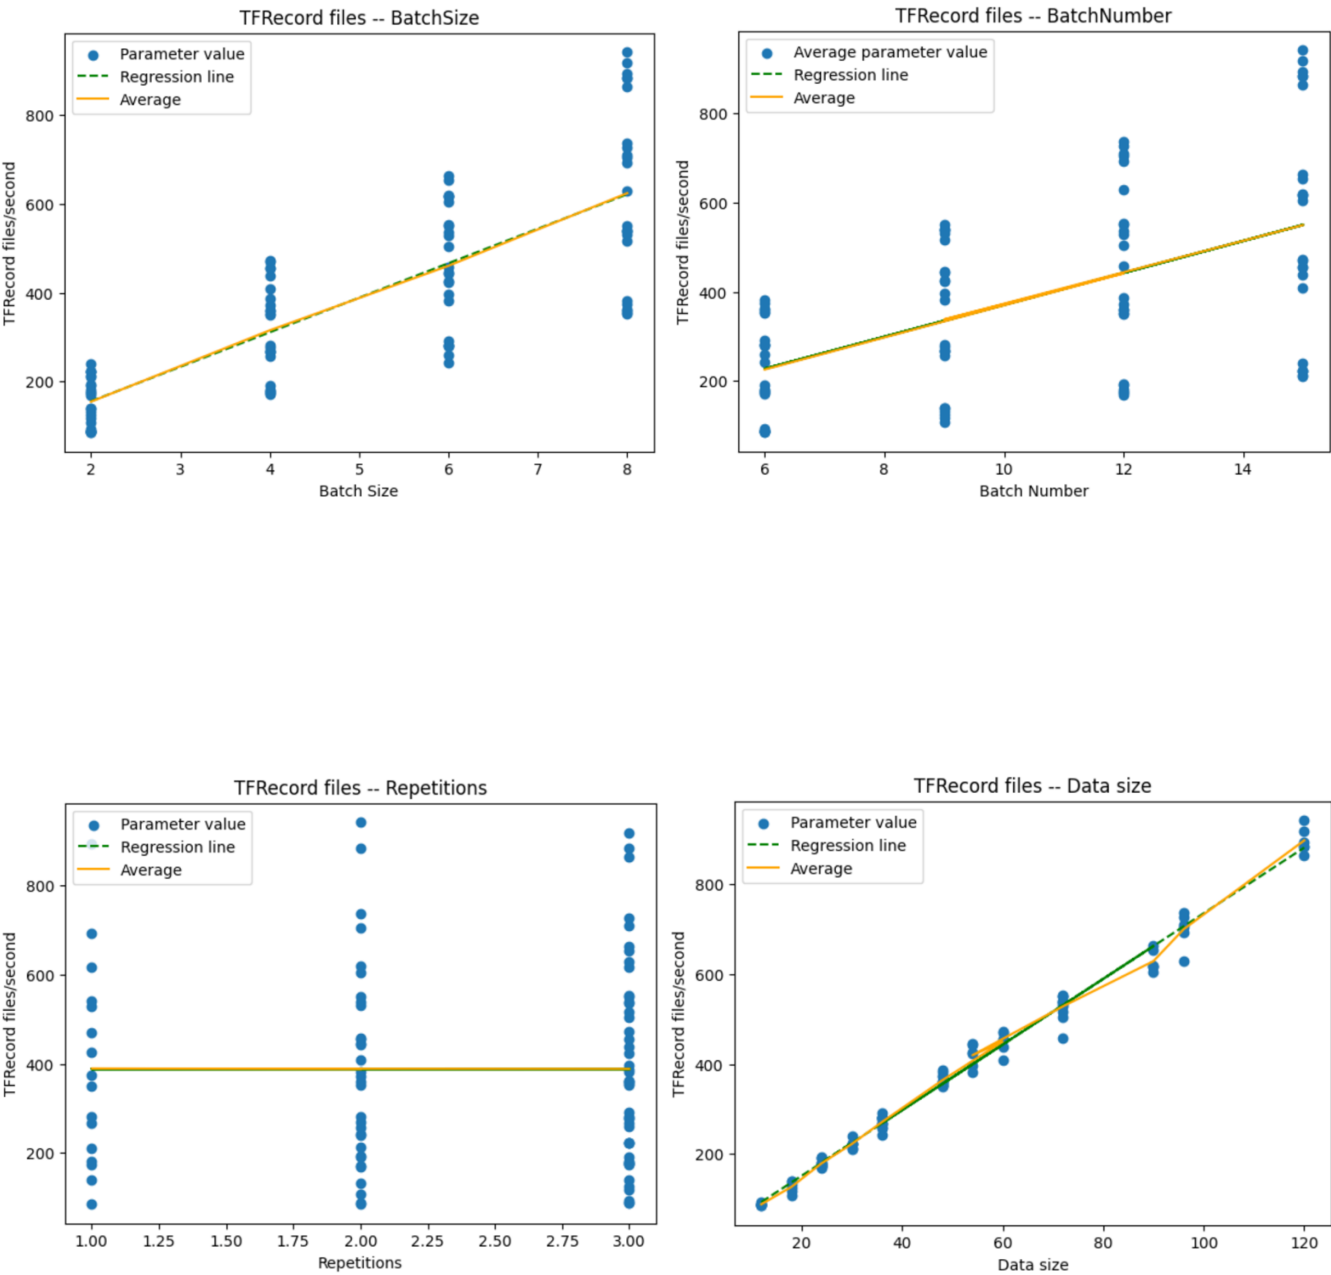 TFRecord files -- BatchSize
Parameter value
Regression line
Average
800
600
400
200
TFRecord files/second
2 3 4 5 6 7 8
Batch Size
TFRecord files -- BatchNumber
Average parameter value
Regression line
Average
800
600
400
200
TFRecord files/second
6 8 10 12 14
Batch Number
TFRecord files -- Repetitions
Parameter value
Regression line
Average
800
600
400
200
TFRecord files/second
1.00 1.25 1.50 1.75 2.00 2.25 2.50 2.75 3.00
Repetitions
TFRecord files -- Data size
Parameter value
Regression line
Average
800
600
400
200
TFRecord files/second
20 40 60 80 100 120
Data size